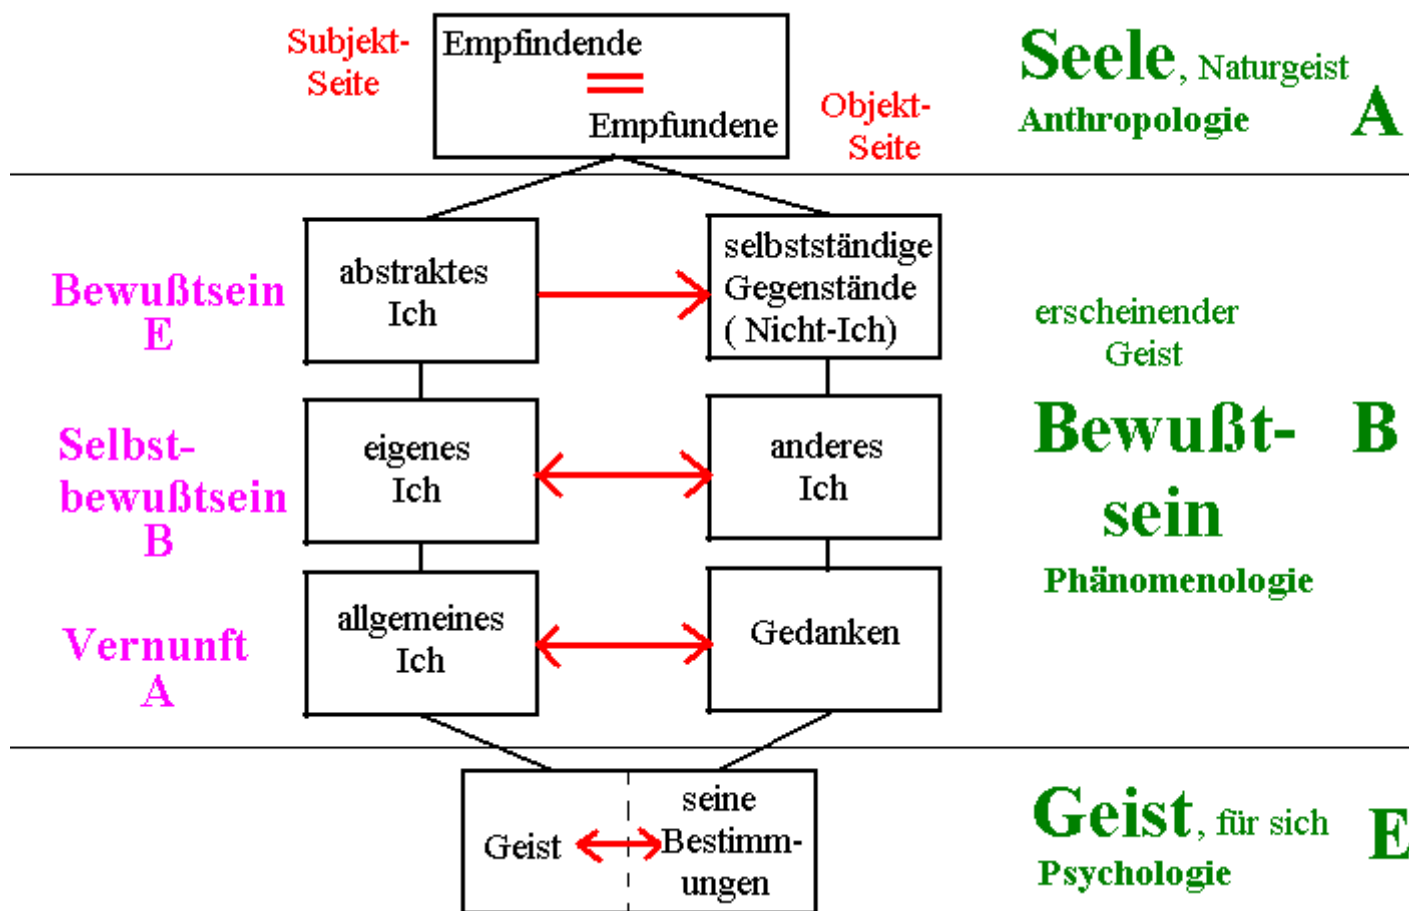 Subjekt-
Seite
Empfindende
=
Empfundene
Objekt-
Seite
Seele, Naturgeist
Anthropologie A
Bewußtsein
E
abstraktes
Ich
selbstständige
Gegenstände
( Nicht-Ich)
erscheinender
Geist
Selbst-
bewußtsein
B
eigenes
Ich
anderes
Ich
Bewußt- B
sein
Phänomenologie
Vernunft
A
allgemeines
Ich
Gedanken
Geist
seine
Bestimm-
ungen
Geist, für sich E
Psychologie